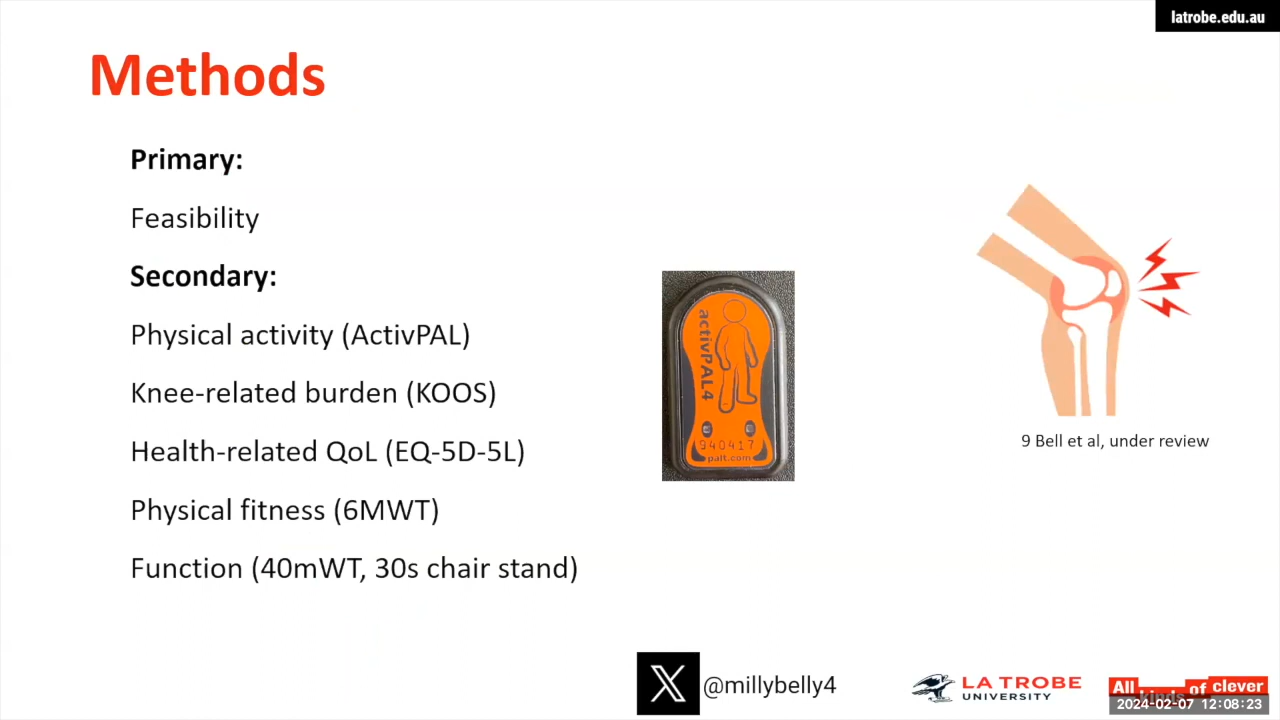 latrobe.edu.au
Methods
Primary:
Feasibility
Secondary:
Physical activity (ActivPAL)
Knee-related burden (KOOS)
Health-related QoL (EQ-5D-5L)
Physical fitness (6MWT)
Function (40mWT, 30s chair stand)
activPAL4
940417
palt.com
9 Bell et al, under review
@millybelly4
LA TROBE
UNIVERSITY
All kinds of clever
2024-02-07 12:08:23